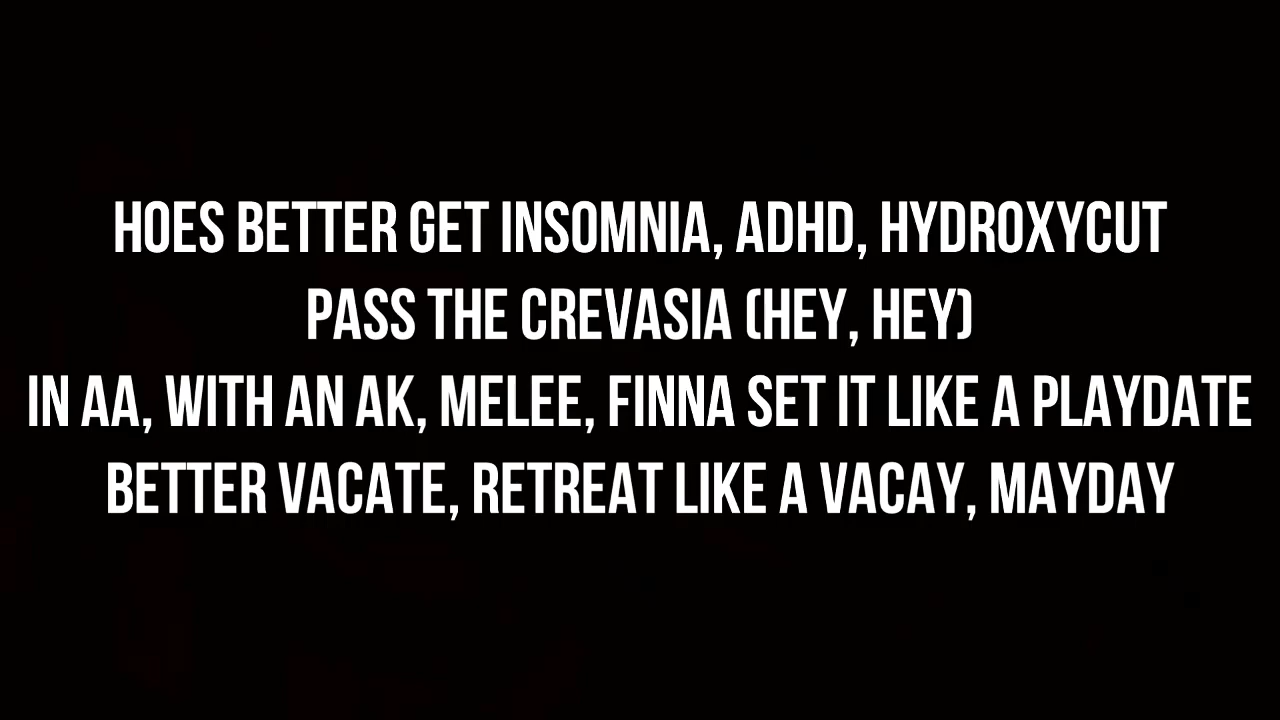 HOES BETTER GET INSOMNIA, ADHD, HYDROXYCUT
PASS THE CREVASIA (HEY, HEY)
IN AA, WITH AN AK, MELEE, FINNA SET IT LIKE A PLAYDATE
BETTER VACATE, RETREAT LIKE A VACAY, MAYDAY